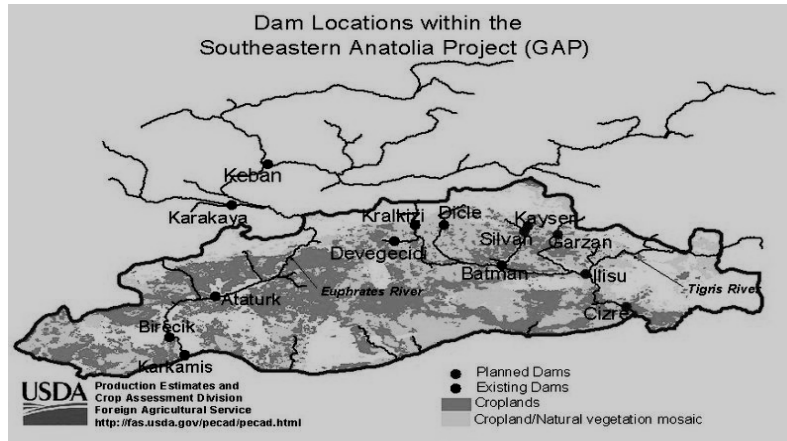 Dam Locations within the
Southeastern Anatolia Project (GAP)
Keban
Karakaya
Kralkizi
Dicle
Kayser
Silvan
Garzan
Devegecidi
Batman
Ilisu
Euphrates River
Tigris River
Ataturk
Cizre
Birecik
Karkamis
Planned Dams
Existing Dams
Croplands
Cropland/Natural vegetation mosaic
USDA
Production Estimates and
Crop Assessment Division
Foreign Agricultural Service
http://fas.usda.gov/pecad/pecad.html